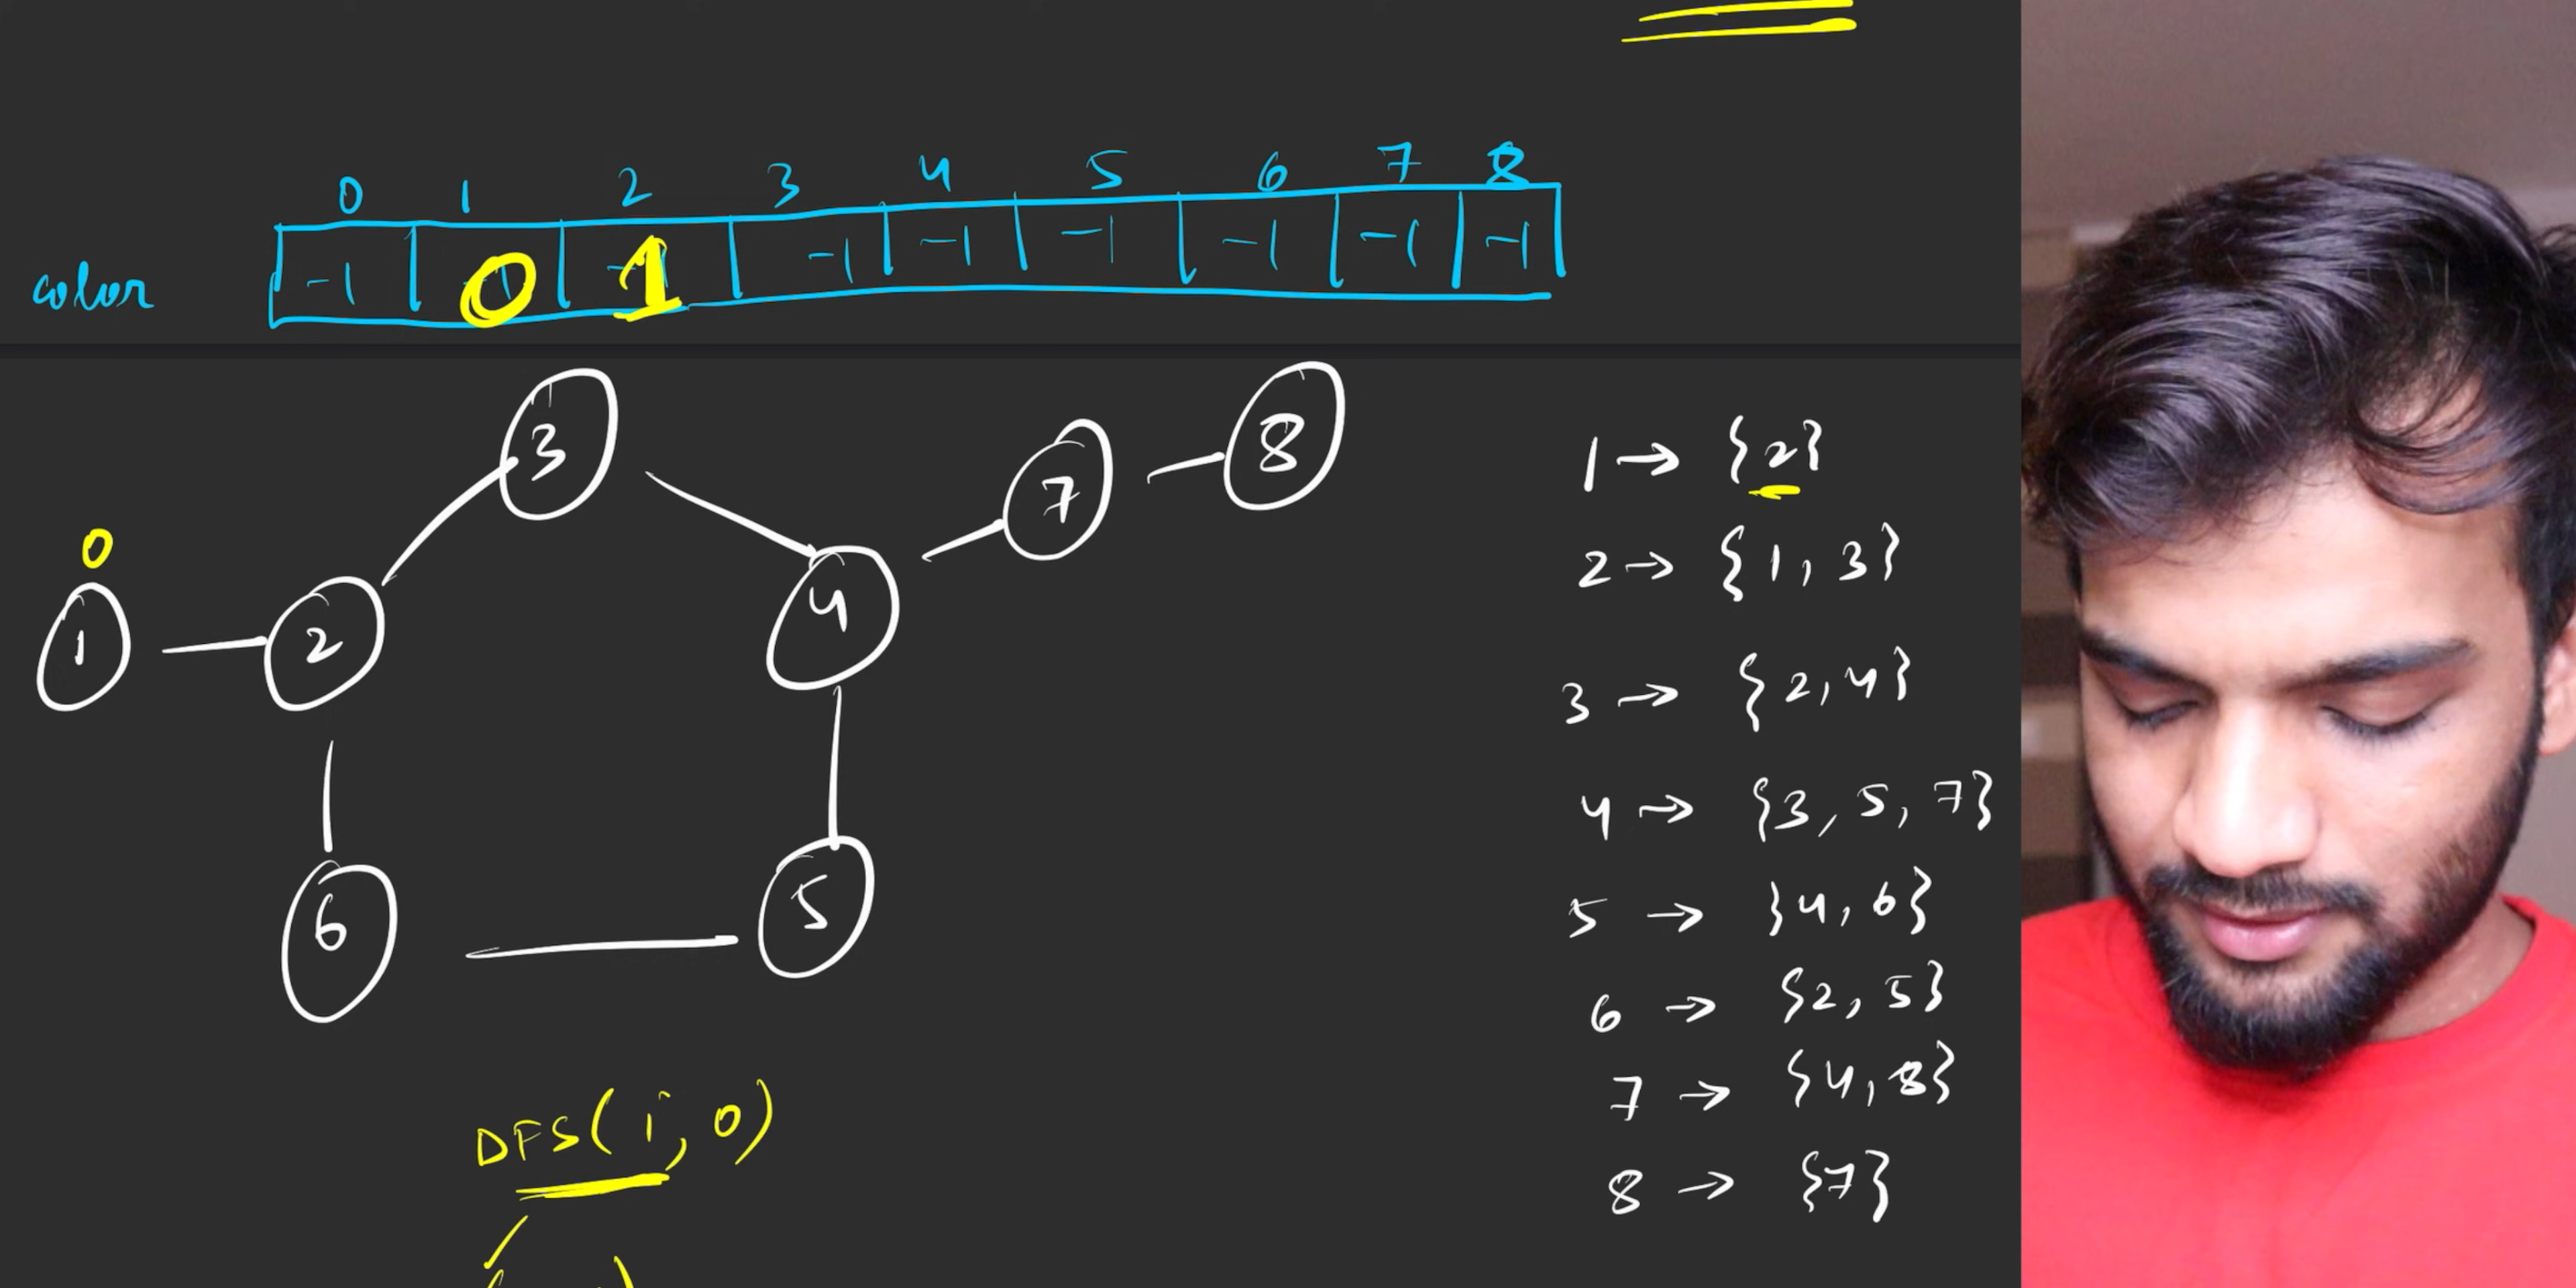 0 1 2 3 4 5 6 7 8
color -1 0 1 -1 -1 -1 -1 -1 -1
3
7
8
0
1
2
4
6
5
1 → {2}
2 → {1, 3}
3 → {2, 4}
4 → {3, 5, 7}
5 → }4, 6}
6 → {2, 5}
7 → {4, 8}
8 → {7}
DFS(1, 0)